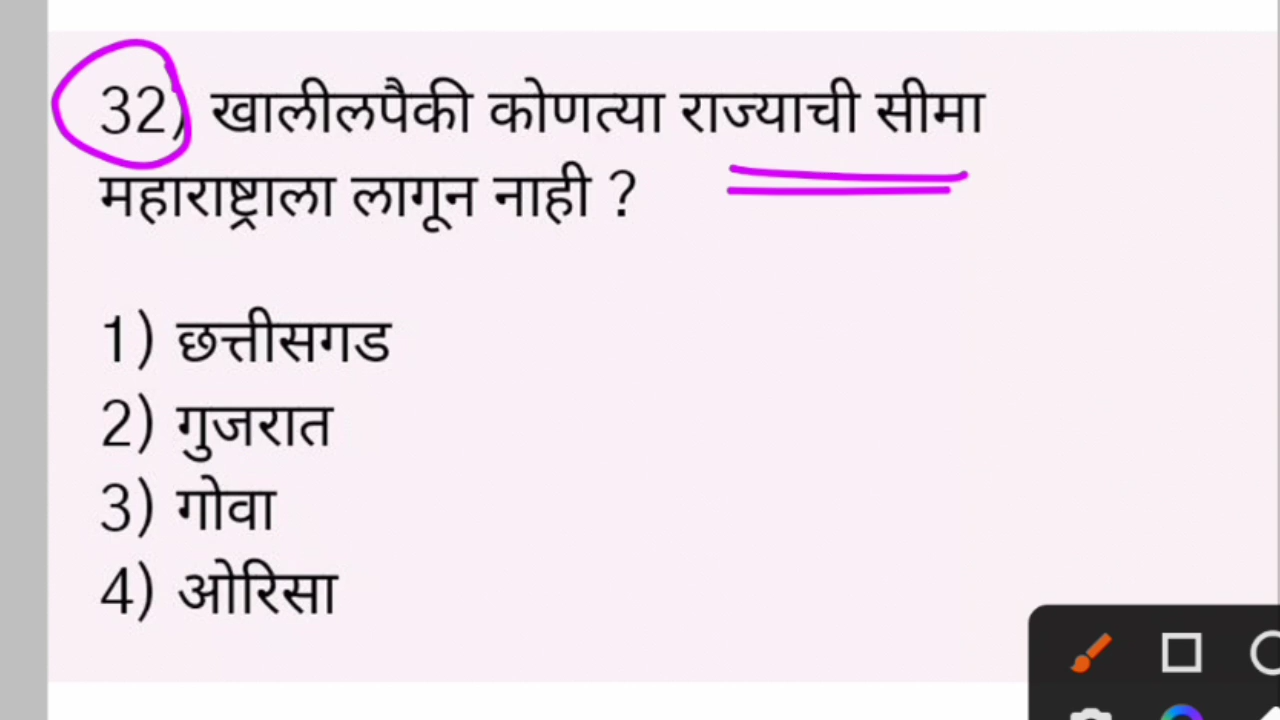 32) खालीलपैकी कोणत्या राज्याची सीमा
महाराष्ट्राला लागून नाही ?
1) छत्तीसगड
2) गुजरात
3) गोवा
4) ओरिसा